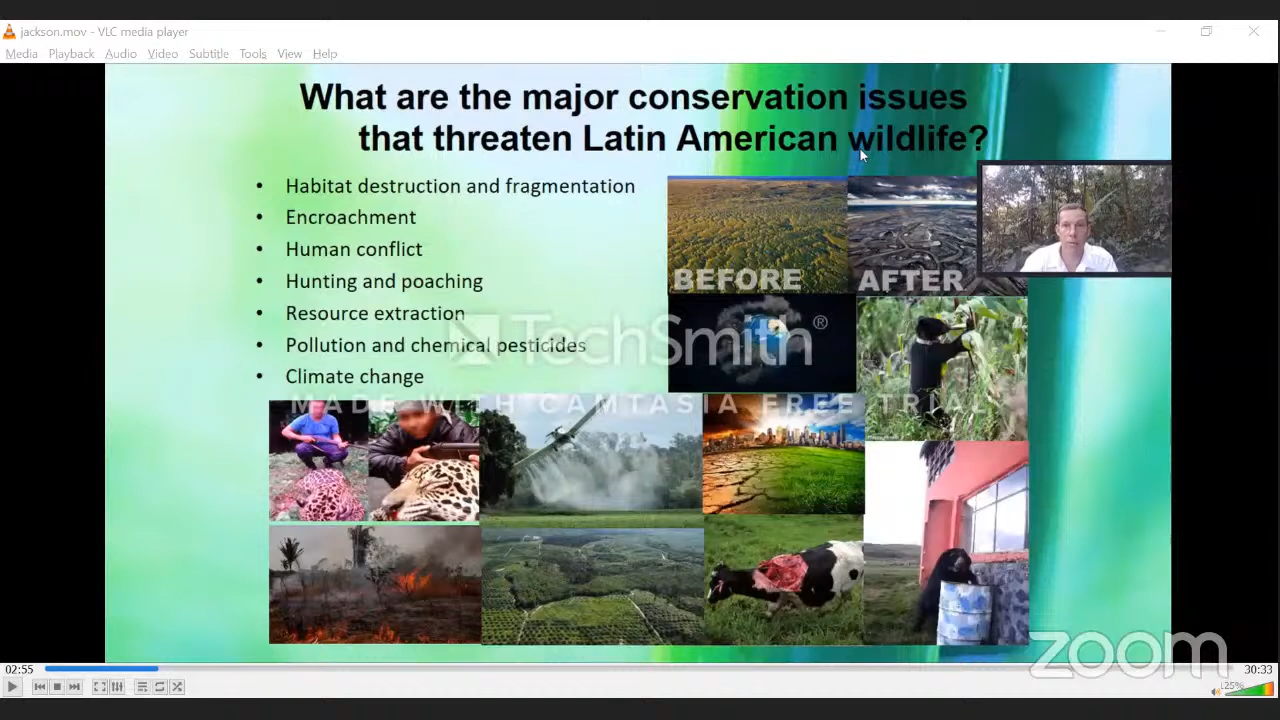 jackson.mov - VLC media player
Media Playback Audio Video Subtitle Tools View Help
What are the major conservation issues
that threaten Latin American wildlife?
• Habitat destruction and fragmentation
• Encroachment
• Human conflict
• Hunting and poaching
• Resource extraction
• Pollution and chemical pesticides
• Climate change
BEFORE
AFTER
TechSmith®
MADE WITH CAMTASIA FREE TRIAL
zoom
02:55
30:33
125%